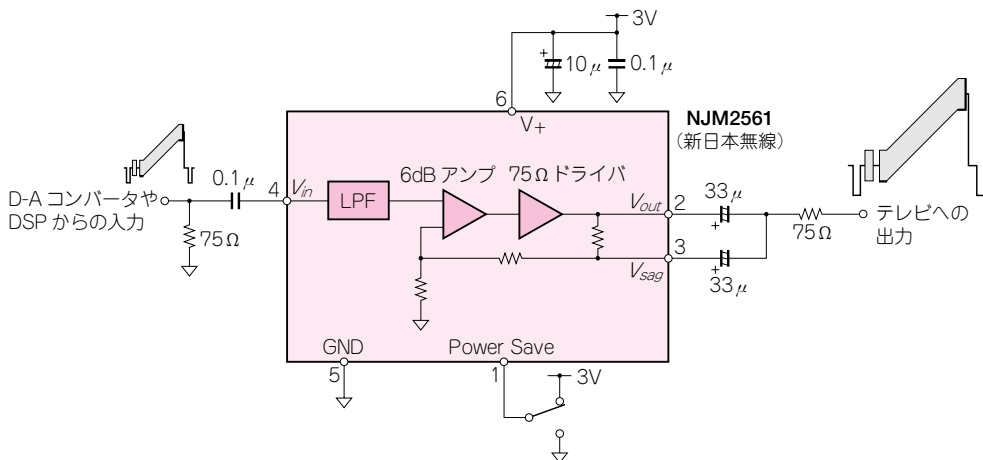 3V
10μ
0.1μ
6
V+
NJM2561
(新日本無線)
6dB アンプ 75Ω ドライバ
0.1μ
4
Vin
LPF
D-A コンバータや
DSP からの入力
75Ω
Vout
2
33μ
3
Vsag
33μ
75Ω
テレビへの
出力
GND
5
Power Save
1
3V